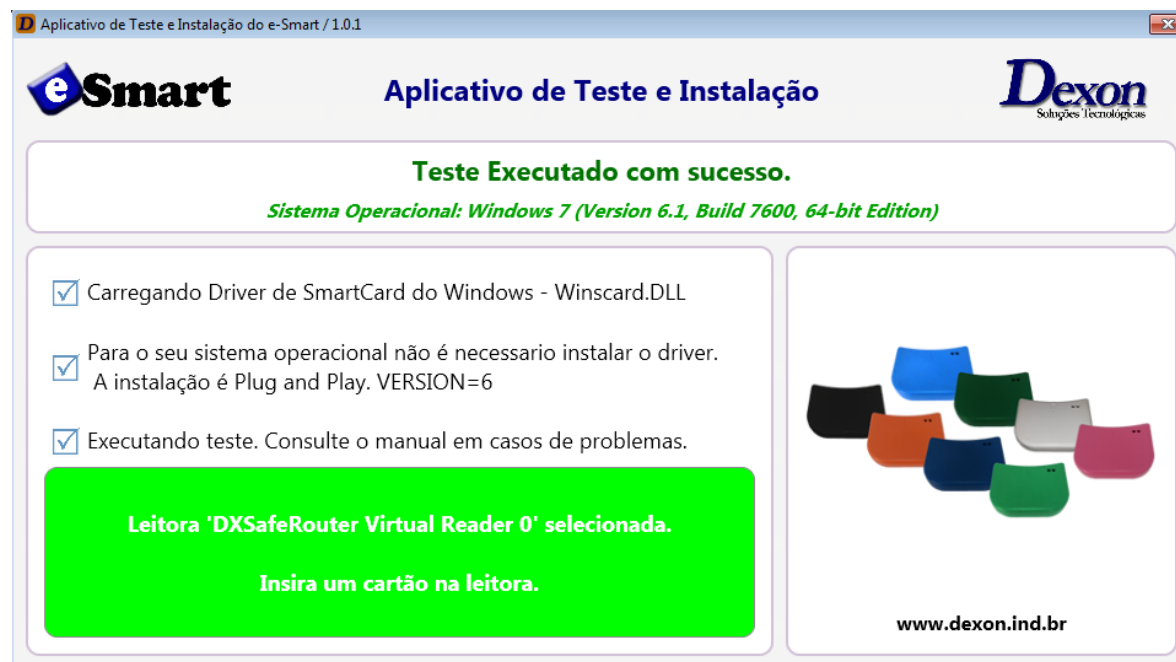 D Aplicativo de Teste e Instalação do e-Smart / 1.0.1
eSmart
Aplicativo de Teste e Instalação
Dexon
Soluções Tecnológicas
Teste Executado com sucesso.
Sistema Operacional: Windows 7 (Version 6.1, Build 7600, 64-bit Edition)
Carregando Driver de SmartCard do Windows - Winscard.DLL
Para o seu sistema operacional não é necessario instalar o driver.
A instalação é Plug and Play. VERSION=6
Executando teste. Consulte o manual em casos de problemas.
Leitora 'DXSafeRouter Virtual Reader 0' selecionada.
Insira um cartão na leitora.
www.dexon.ind.br